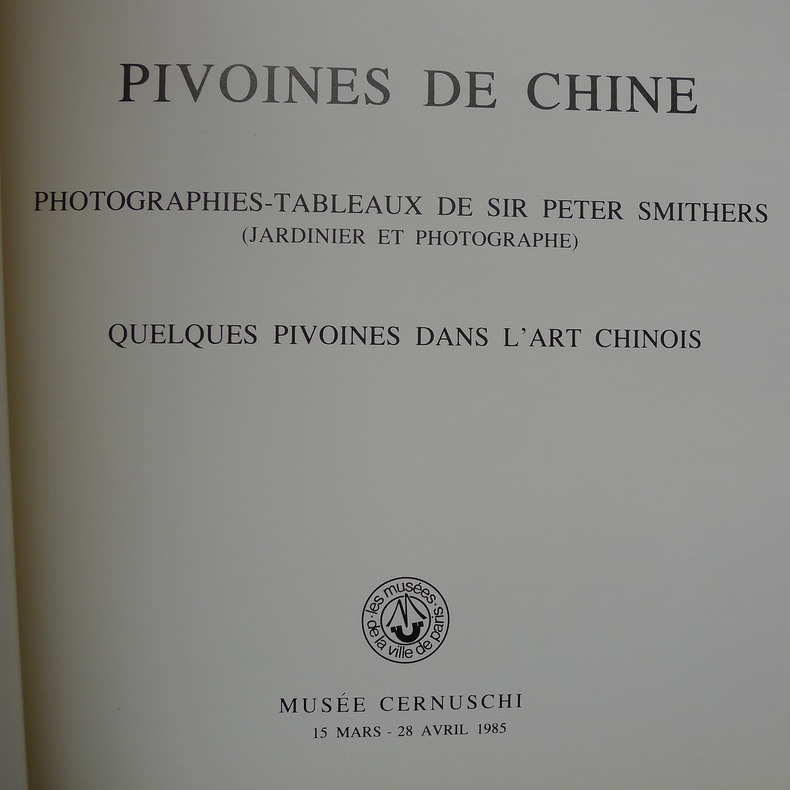 PIVOINES DE CHINE
PHOTOGRAPHIES-TABLEAUX DE SIR PETER SMITHERS
(JARDINIER ET PHOTOGRAPHE)
QUELQUES PIVOINES DANS L'ART CHINOIS
·les musées·
de la ville de paris
MUSÉE CERNUSCHI
15 MARS - 28 AVRIL 1985